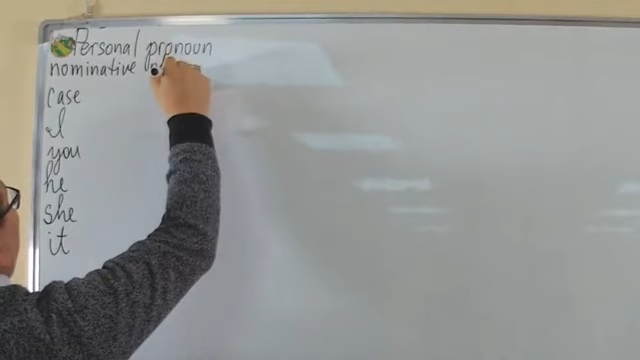 Personal pronoun
nominative
case
I
you
he
she
it